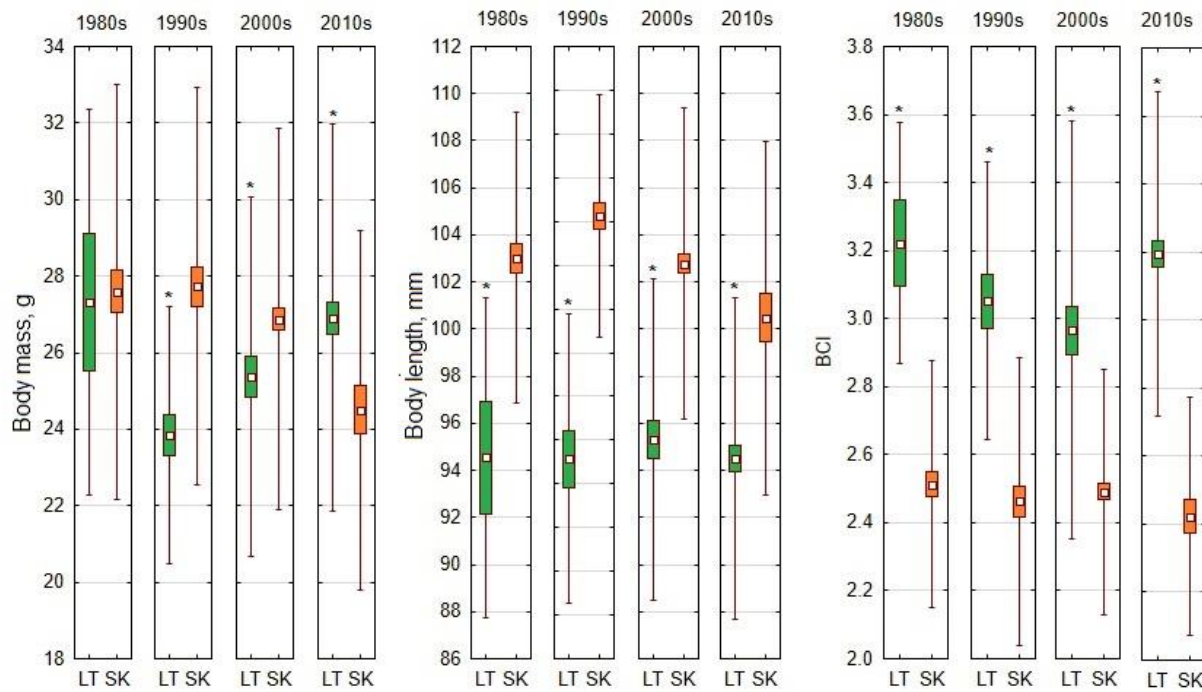 1980s 1990s 2000s 2010s
Body mass, g
34
32
30
28
26
24
22
20
18
* * *
LT SK LT SK LT SK LT SK
1980s 1990s 2000s 2010s
Body length, mm
112
110
108
106
104
102
100
98
96
94
92
90
88
86
* * * *
LT SK LT SK LT SK LT SK
1980s 1990s 2000s 2010s
BCI
3.8
3.6
3.4
3.2
3.0
2.8
2.6
2.4
2.2
2.0
* * * *
LT SK LT SK LT SK LT SK